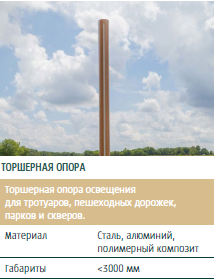 ТОРШЕРНАЯ ОПОРА
Торшерная опора освещения
для тротуаров, пешеходных дорожек,
парков и скверов.
Материал Сталь, алюминий,
полимерный композит
Габариты <3000 мм